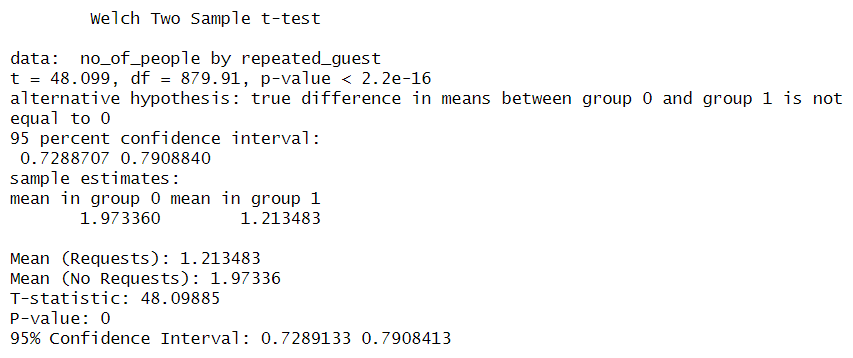 Welch Two Sample t-test
data:  no_of_people by repeated_guest
t = 48.099, df = 879.91, p-value < 2.2e-16
alternative hypothesis: true difference in means between group 0 and group 1 is not
equal to 0
95 percent confidence interval:
 0.7288707 0.7908840
sample estimates:
mean in group 0 mean in group 1
       1.973360        1.213483
Mean (Requests): 1.213483
Mean (No Requests): 1.97336
T-statistic: 48.09885
P-value: 0
95% Confidence Interval: 0.7289133 0.7908413